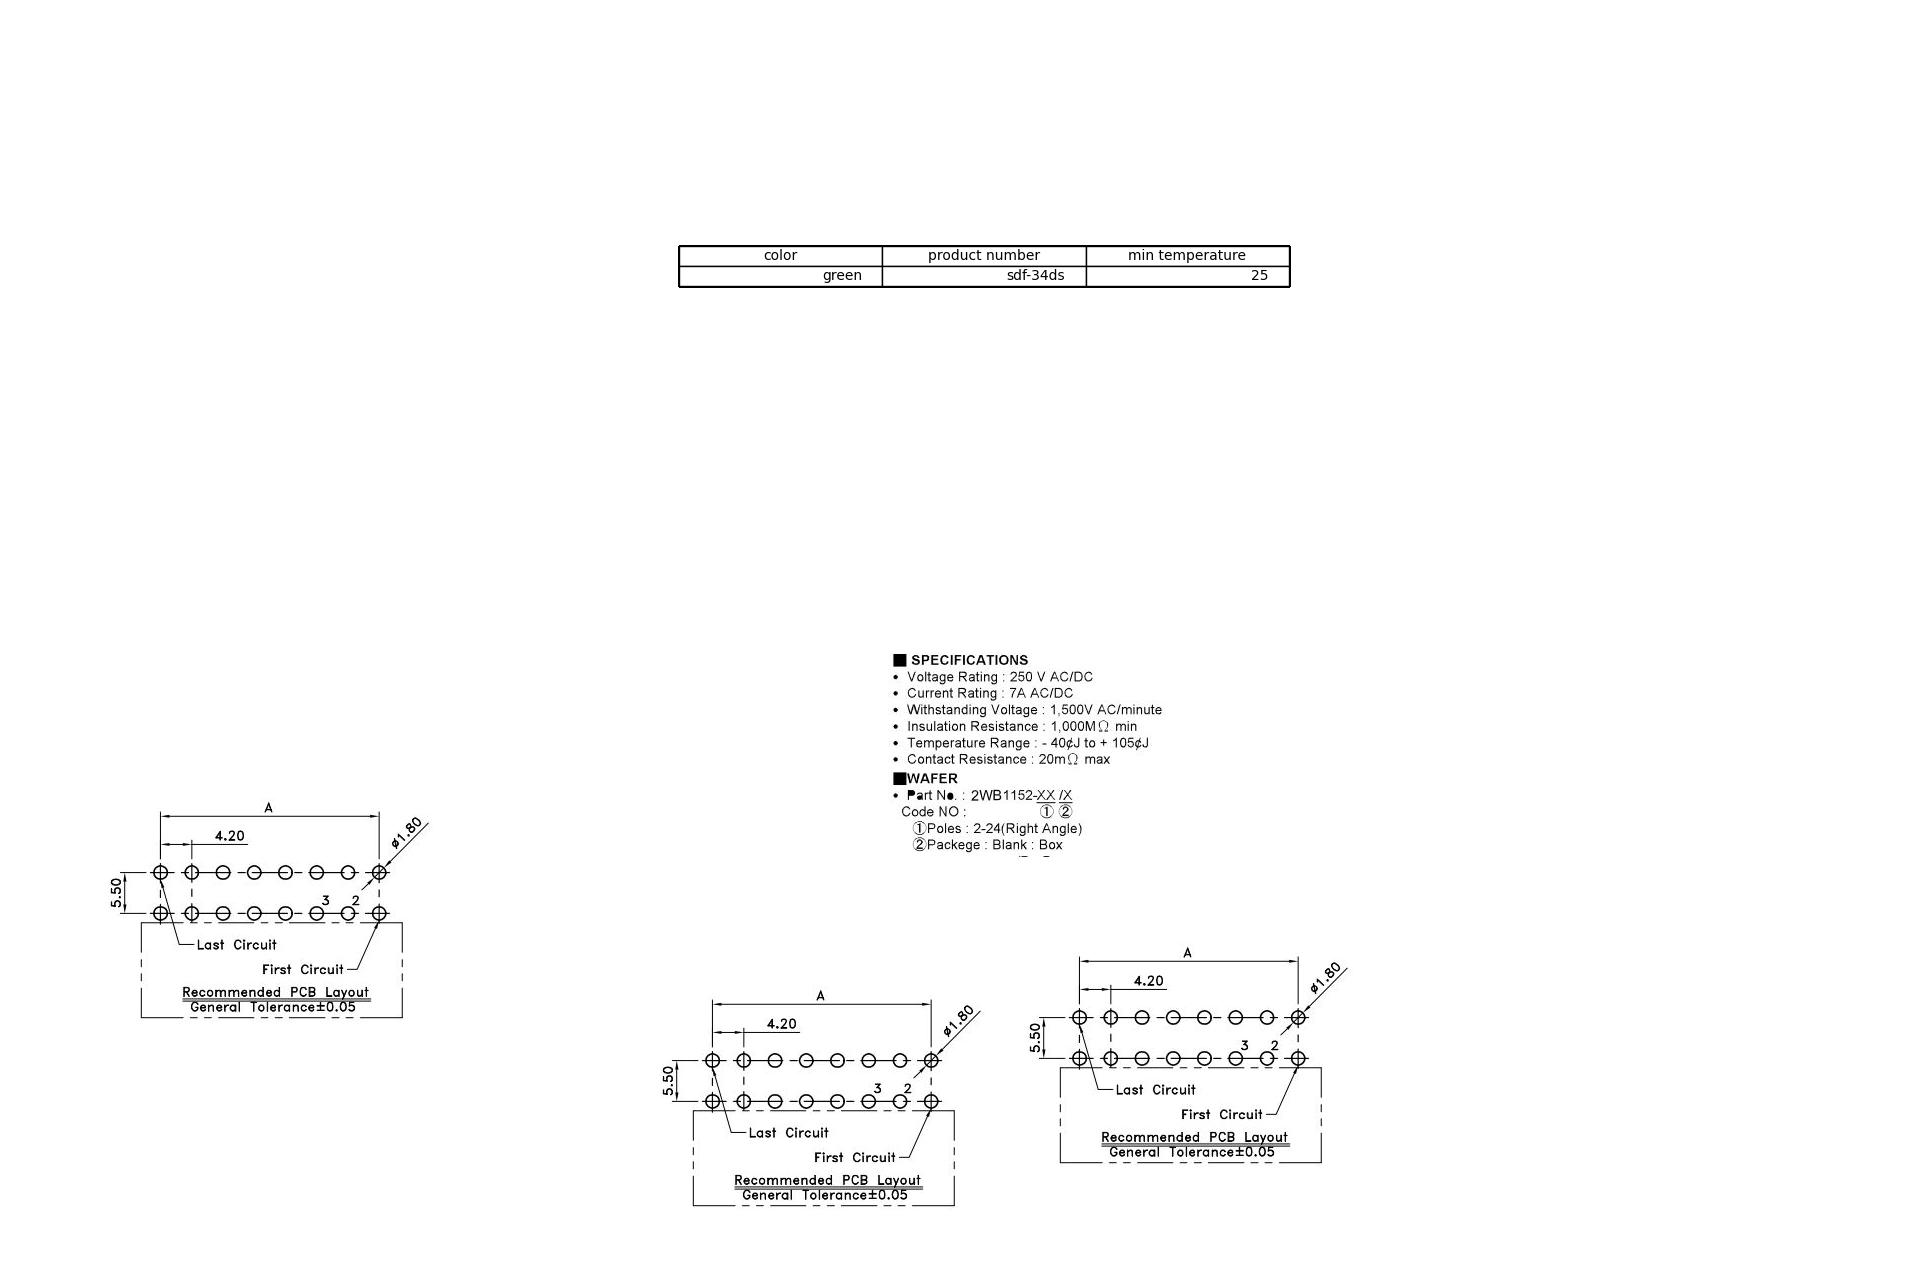 color product number min temperature
green sdf-34ds 25
■ SPECIFICATIONS
• Voltage Rating : 250 V AC/DC
• Current Rating : 7A AC/DC
• Withstanding Voltage : 1,500V AC/minute
• Insulation Resistance : 1,000MΩ min
• Temperature Range : - 40¢J to + 105¢J
• Contact Resistance : 20mΩ max
■WAFER
• Part No. : 2WB1152-XX /X
Code NO : ① ②
①Poles : 2-24(Right Angle)
②Packege : Blank : Box
A
4.20
ø1.80
5.50
3 2
Last Circuit
First Circuit
Recommended PCB Layout
General Tolerance±0.05
A
4.20
ø1.80
5.50
3 2
Last Circuit
First Circuit
Recommended PCB Layout
General Tolerance±0.05
A
4.20
ø1.80
5.50
3 2
Last Circuit
First Circuit
Recommended PCB Layout
General Tolerance±0.05